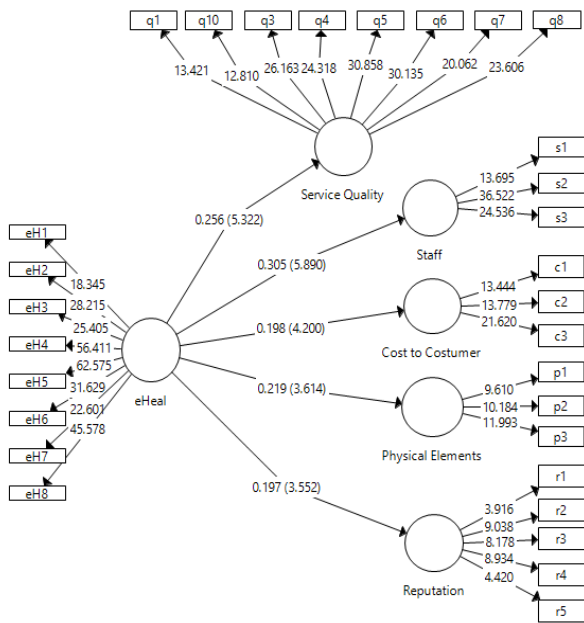 q1 q10 q3 q4 q5 q6 q7 q8
13.421 12.810 26.163 24.318 30.858 30.135 20.062 23.606
Service Quality
s1
s2
s3
13.695
36.522
24.536
Staff
0.256 (5.322)
0.305 (5.890)
0.198 (4.200)
0.219 (3.614)
0.197 (3.552)
eH1
eH2
eH3
eH4
eH5
eH6
eH7
eH8
18.345
28.215
25.405
56.411
62.575
31.629
22.601
45.578
eHeal
c1
c2
c3
13.444
13.779
21.620
Cost to Costumer
p1
p2
p3
9.610
10.184
11.993
Physical Elements
r1
r2
r3
r4
r5
3.916
9.038
8.178
8.934
4.420
Reputation